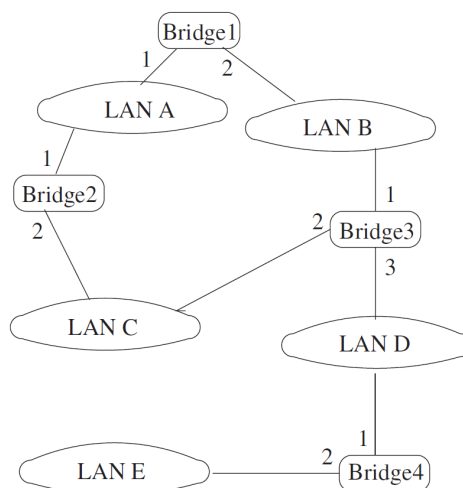 Bridge1
1
2
LAN A
LAN B
1
1
Bridge2
2
2
Bridge3
3
LAN C
LAN D
1
2
LAN E
Bridge4